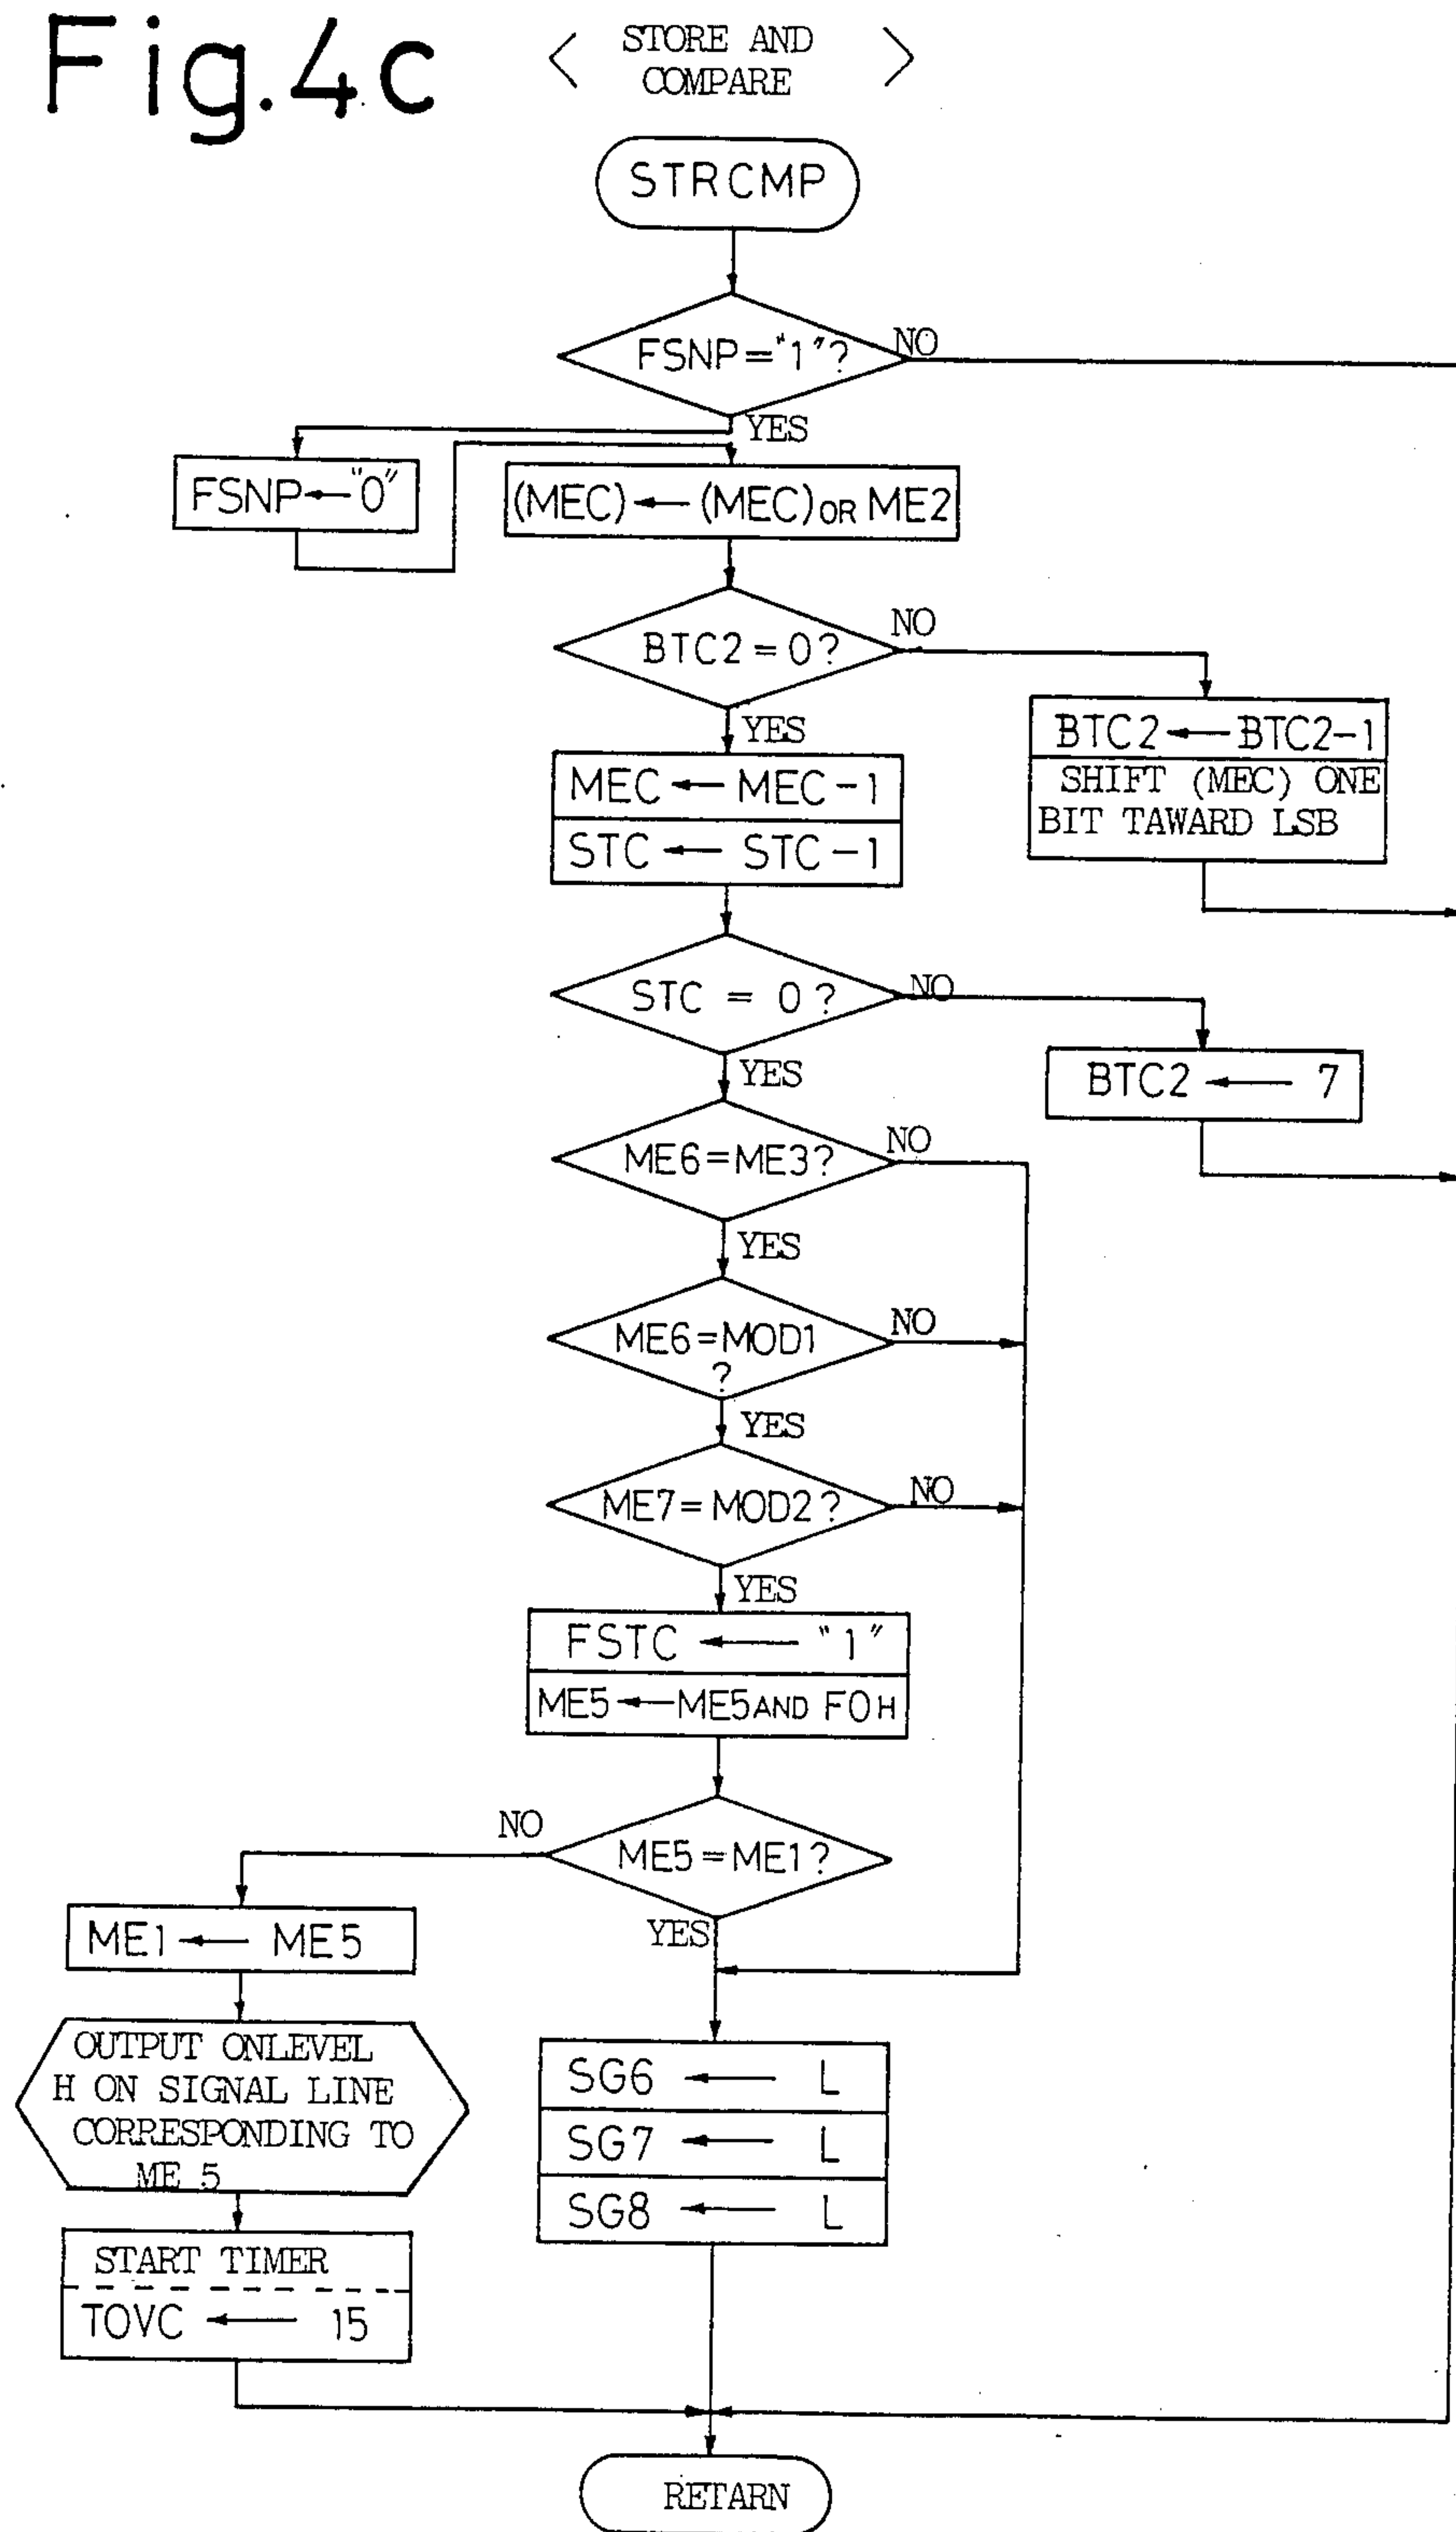 Fig.4c
< STORE AND
COMPARE >
STRCMP
FSNP="1"?
NO
YES
FSNP←"0"
(MEC)←(MEC)OR ME2
BTC2=0?
NO
YES
BTC2←BTC2-1
SHIFT (MEC) ONE
BIT TAWARD LSB
MEC←MEC-1
STC←STC-1
STC = 0?
NO
YES
BTC2←7
ME6=ME3?
NO
YES
ME6=MOD1
?
NO
YES
ME7=MOD2?
NO
YES
FSTC←"1"
ME5←ME5AND F0H
ME5=ME1?
NO
YES
ME1←ME5
OUTPUT ONLEVEL
H ON SIGNAL LINE
CORRESPONDING TO
ME 5
START TIMER
TOVC←15
SG6←L
SG7←L
SG8←L
RETARN